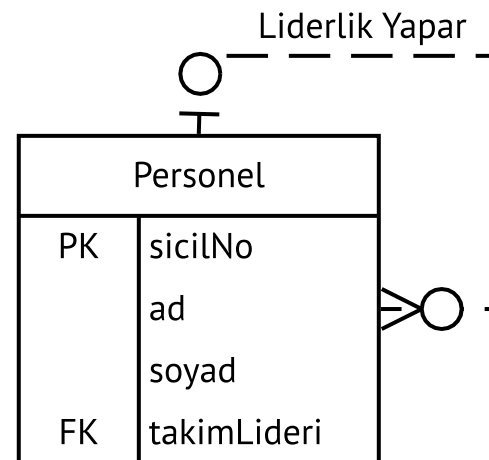 Liderlik Yapar
Personel
PK sicilNo
ad
soyad
FK takimLideri